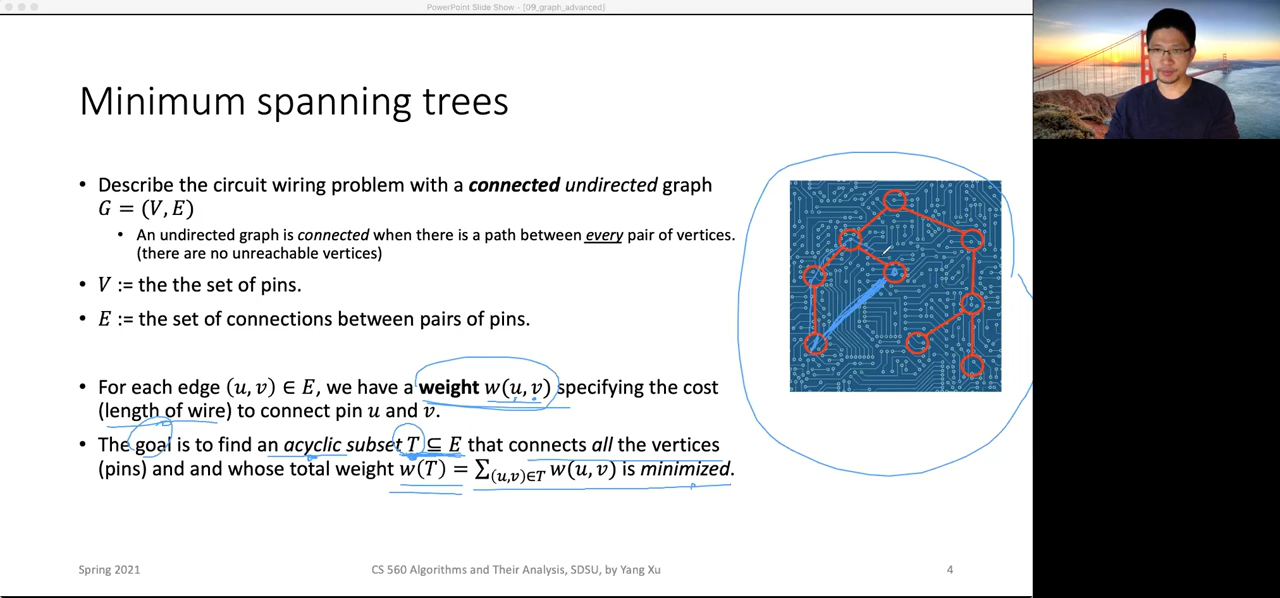 PowerPoint Slide Show - [09_graph_advanced]
Minimum spanning trees
• Describe the circuit wiring problem with a connected undirected graph
G = (V, E)
• An undirected graph is connected when there is a path between every pair of vertices.
(there are no unreachable vertices)
• V := the the set of pins.
• E := the set of connections between pairs of pins.
• For each edge (u, v) ∈ E, we have a weight w(u, v) specifying the cost
(length of wire) to connect pin u and v.
• The goal is to find an acyclic subset T ⊆ E that connects all the vertices
(pins) and and whose total weight w(T) = ∑(u,v)∈T w(u, v) is minimized.
Spring 2021
CS 560 Algorithms and Their Analysis, SDSU, by Yang Xu
4